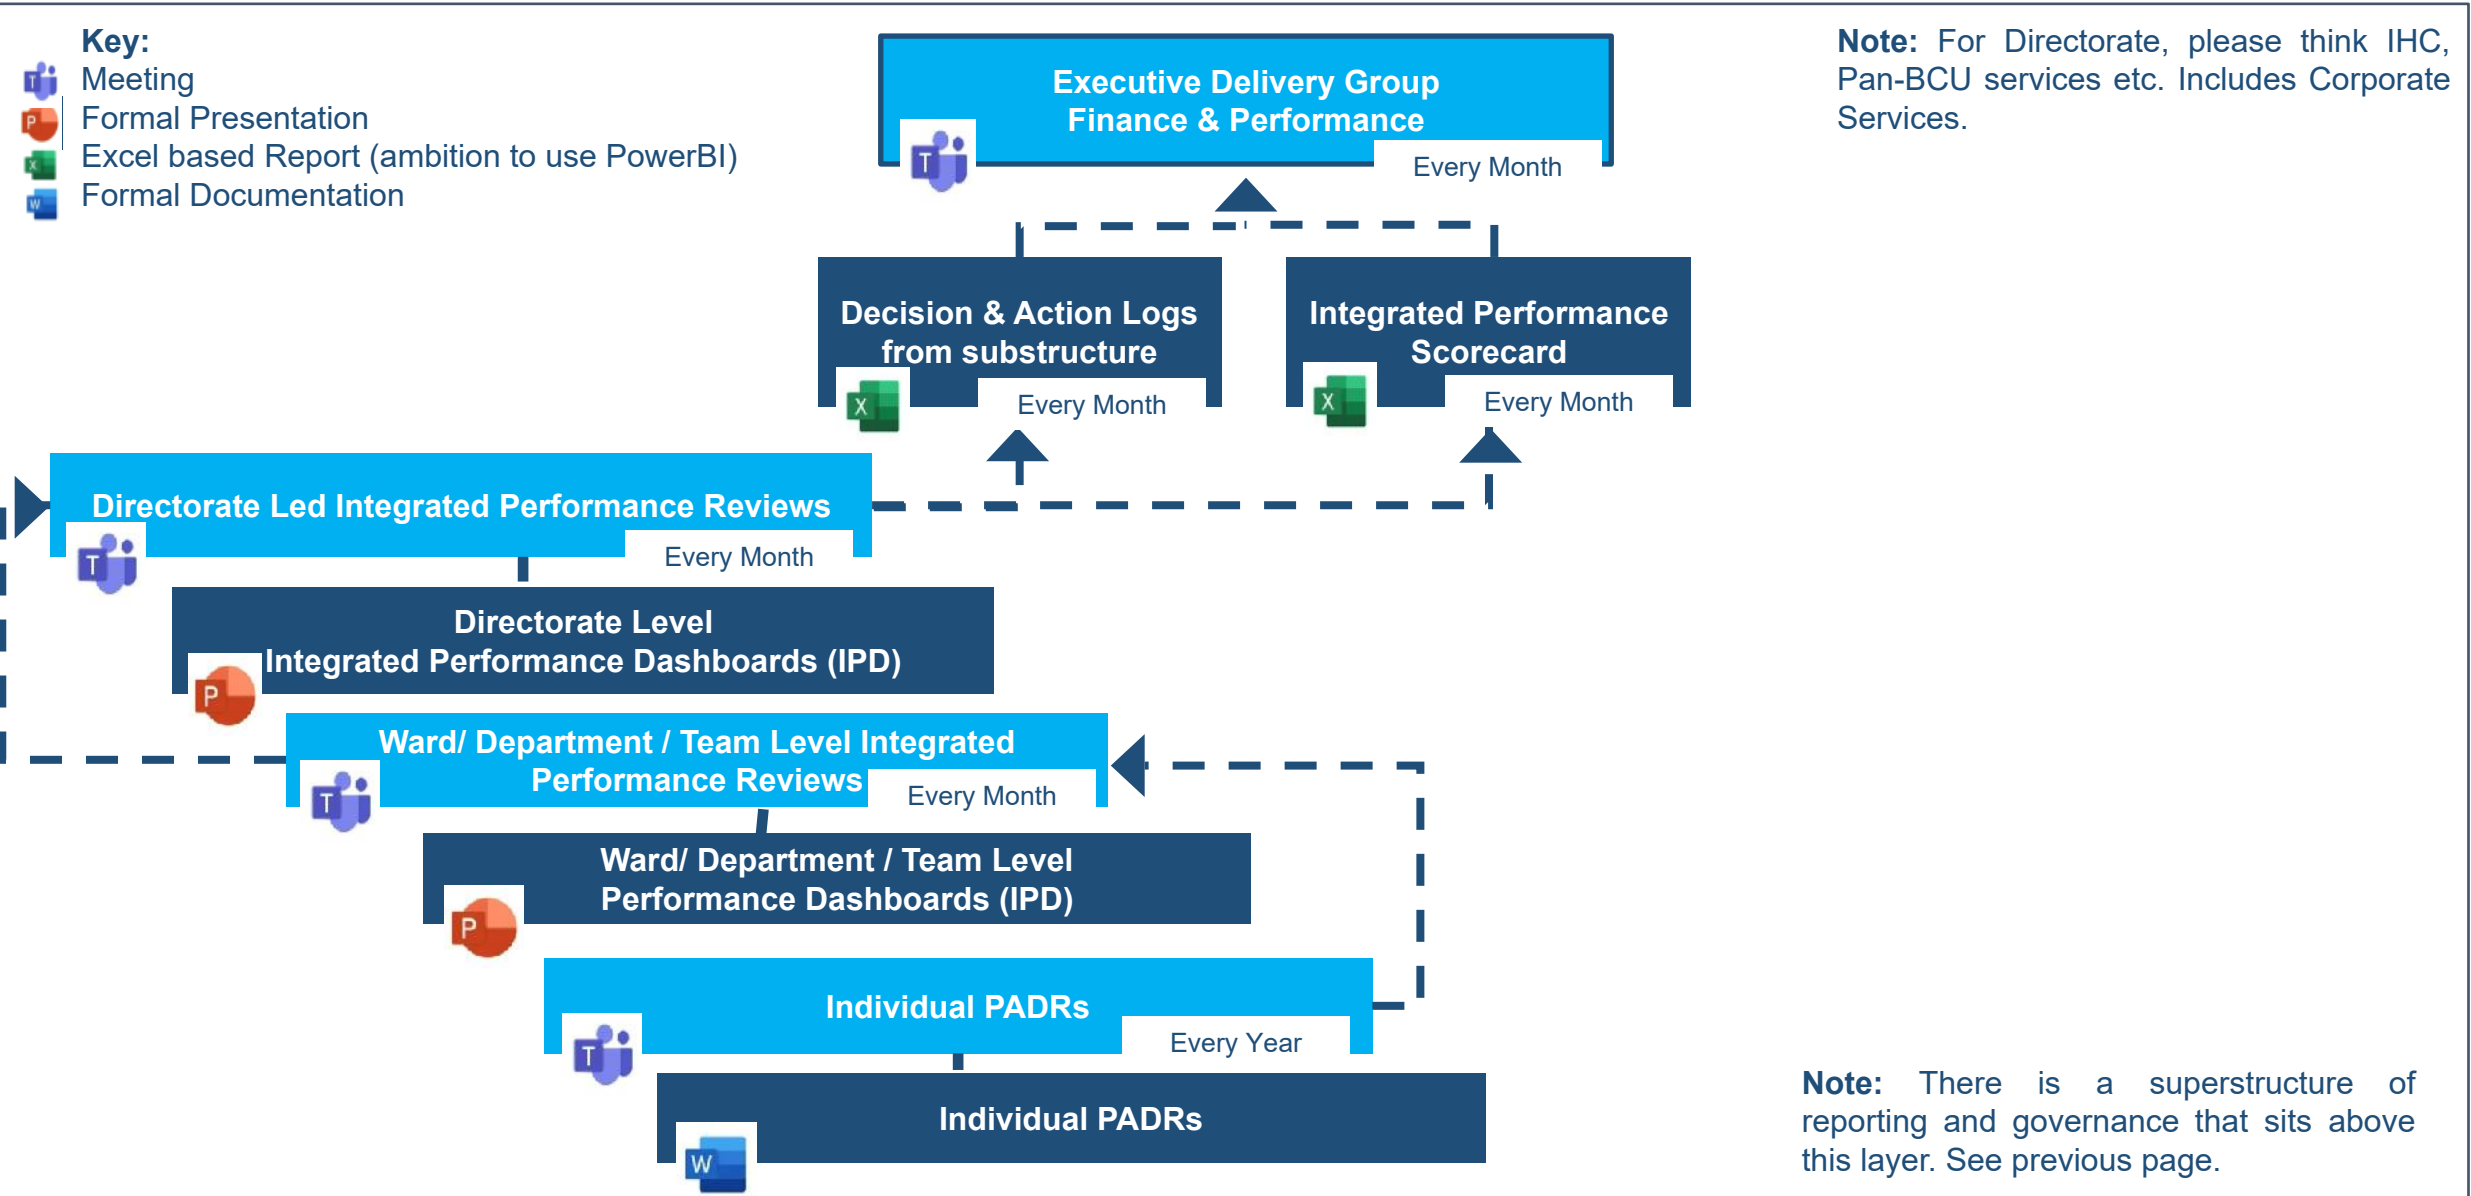 Key:
Meeting
Formal Presentation
Excel based Report (ambition to use PowerBI)
Formal Documentation
Executive Delivery Group
Finance & Performance
Every Month
Note: For Directorate, please think IHC,
Pan-BCU services etc. Includes Corporate
Services.
Decision & Action Logs
from substructure
Every Month
Integrated Performance
Scorecard
Every Month
Directorate Led Integrated Performance Reviews
Every Month
Directorate Level
Integrated Performance Dashboards (IPD)
Ward/ Department / Team Level Integrated
Performance Reviews
Every Month
Ward/ Department / Team Level
Performance Dashboards (IPD)
Individual PADRs
Every Year
Individual PADRs
Note: There is a superstructure of
reporting and governance that sits above
this layer. See previous page.